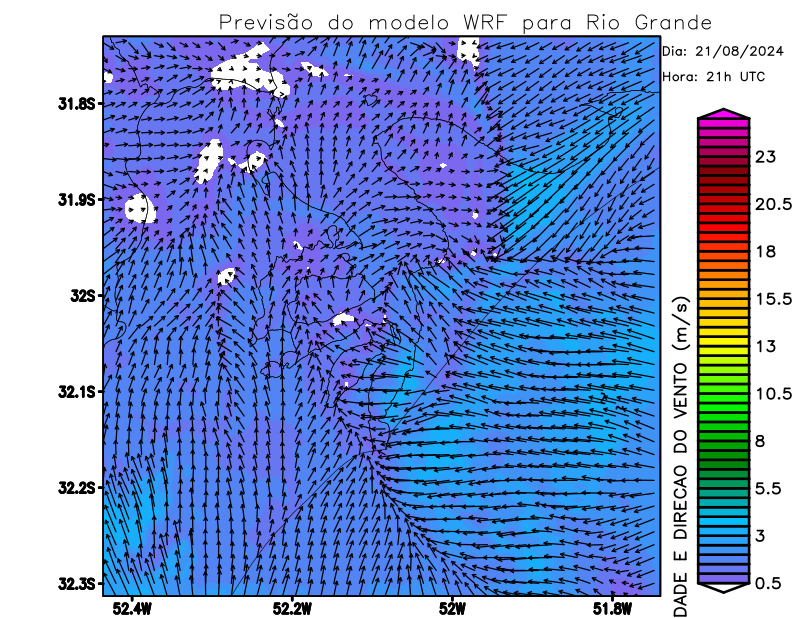 Previsão do modelo WRF para Rio Grande
Dia: 21/08/2024
Hora: 21h UTC
31.8S
31.9S
32S
32.1S
32.2S
32.3S
52.4W
52.2W
52W
51.8W
DADE E DIRECAO DO VENTO (m/s)
23
20.5
18
15.5
13
10.5
8
5.5
3
0.5